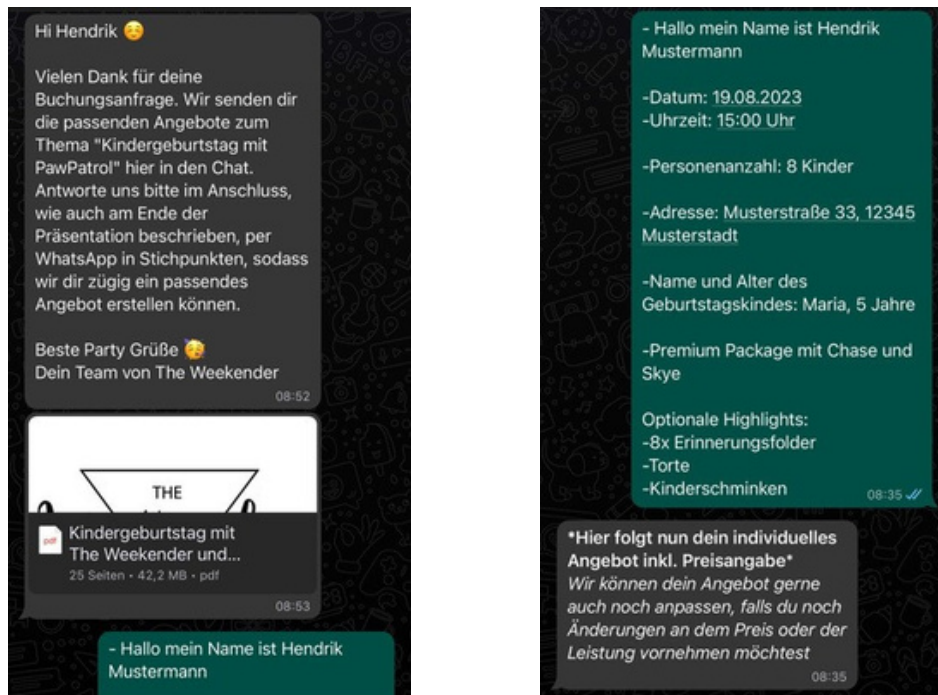 Hi Hendrik ☺️
Vielen Dank für deine
Buchungsanfrage. Wir senden dir
die passenden Angebote zum
Thema "Kindergeburtstag mit
PawPatrol" hier in den Chat.
Antworte uns bitte im Anschluss,
wie auch am Ende der
Präsentation beschrieben, per
WhatsApp in Stichpunkten, sodass
wir dir zügig ein passendes
Angebot erstellen können.
Beste Party Grüße 🥳
Dein Team von The Weekender
08:52
THE
pdf
Kindergeburtstag mit
The Weekender und...
25 Seiten • 42,2 MB • pdf
08:53
- Hallo mein Name ist Hendrik
Mustermann
- Hallo mein Name ist Hendrik
Mustermann
-Datum: 19.08.2023
-Uhrzeit: 15:00 Uhr
-Personenanzahl: 8 Kinder
-Adresse: Musterstraße 33, 12345
Musterstadt
-Name und Alter des
Geburtstagskindes: Maria, 5 Jahre
-Premium Package mit Chase und
Skye
Optionale Highlights:
-8x Erinnerungsfolder
-Torte
-Kinderschminken
08:35
*Hier folgt nun dein individuelles
Angebot inkl. Preisangabe*
Wir können dein Angebot gerne
auch noch anpassen, falls du noch
Änderungen an dem Preis oder der
Leistung vornehmen möchtest
08:35